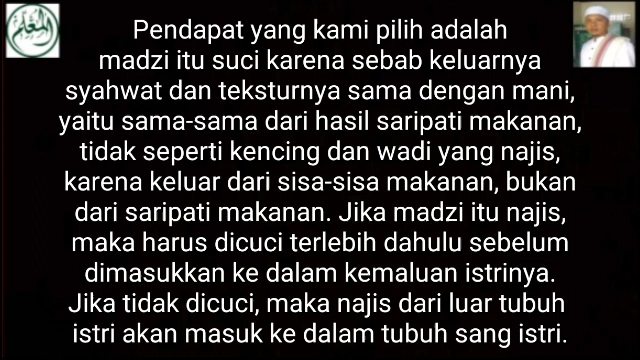 المعلم
Pendapat yang kami pilih adalah
madzi itu suci karena sebab keluarnya
syahwat dan teksturnya sama dengan mani,
yaitu sama-sama dari hasil saripati makanan,
tidak seperti kencing dan wadi yang najis,
karena keluar dari sisa-sisa makanan, bukan
dari saripati makanan. Jika madzi itu najis,
maka harus dicuci terlebih dahulu sebelum
dimasukkan ke dalam kemaluan istrinya.
Jika tidak dicuci, maka najis dari luar tubuh
istri akan masuk ke dalam tubuh sang istri.